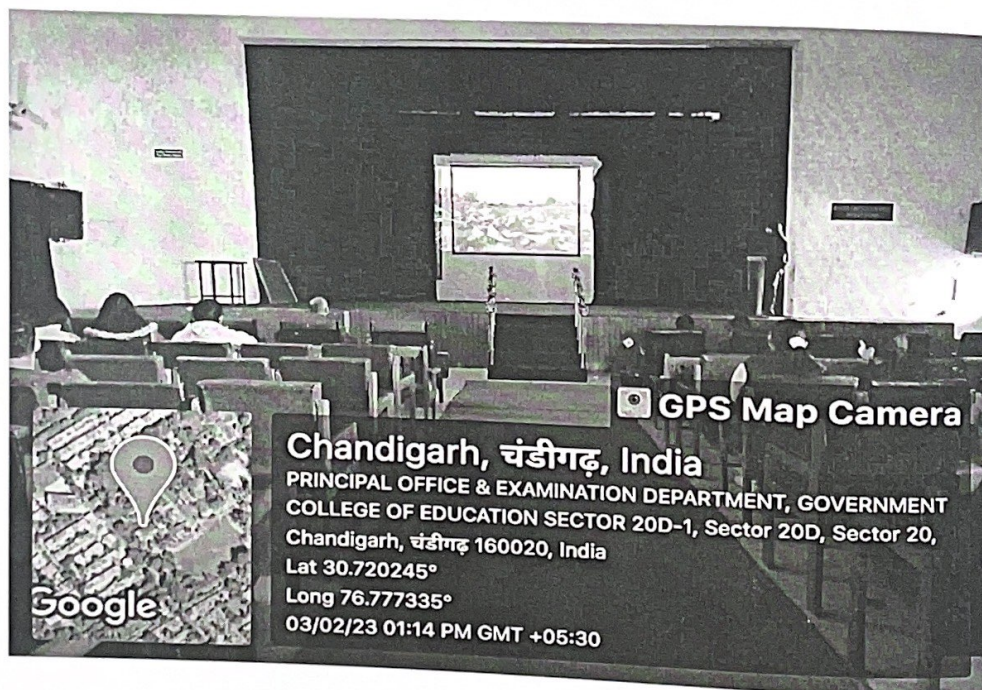 GPS Map Camera
Chandigarh, चंडीगढ़, India
PRINCIPAL OFFICE & EXAMINATION DEPARTMENT, GOVERNMENT
COLLEGE OF EDUCATION SECTOR 20D-1, Sector 20D, Sector 20,
Chandigarh, चंडीगढ़ 160020, India
Lat 30.720245°
Long 76.777335°
03/02/23 01:14 PM GMT +05:30
Google